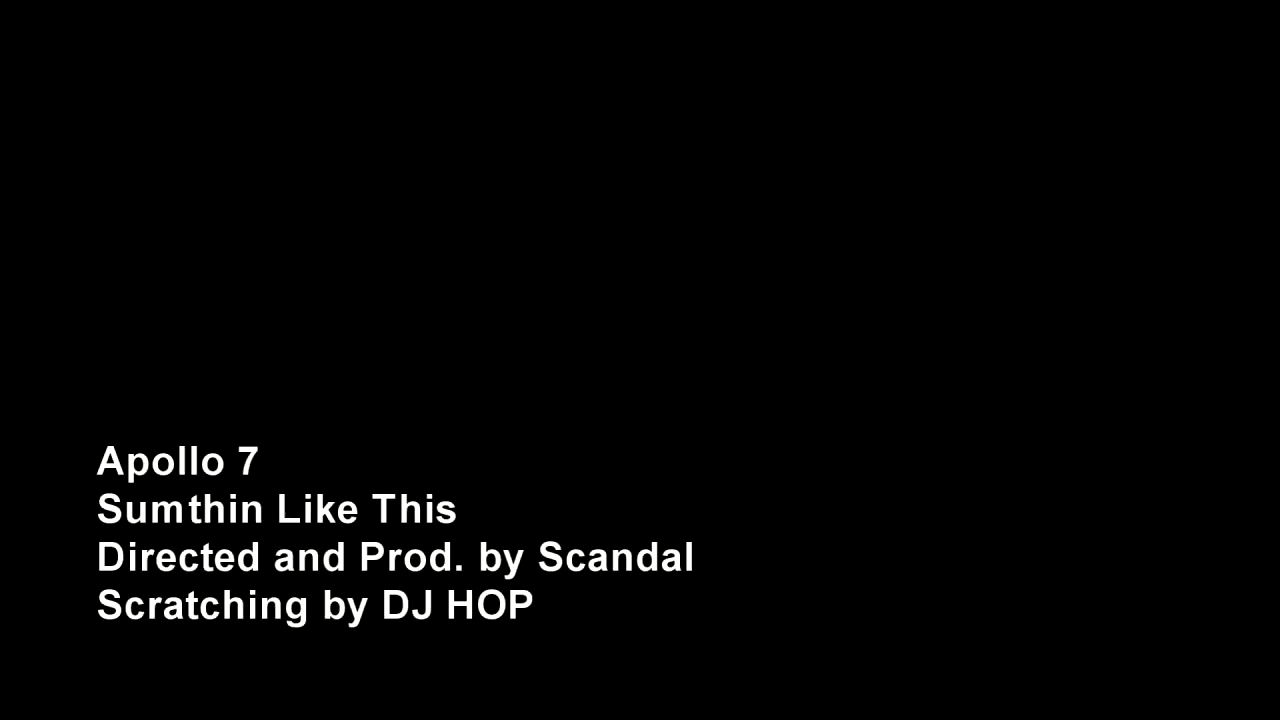 Apollo 7
Sumthin Like This
Directed and Prod. by Scandal
Scratching by DJ HOP